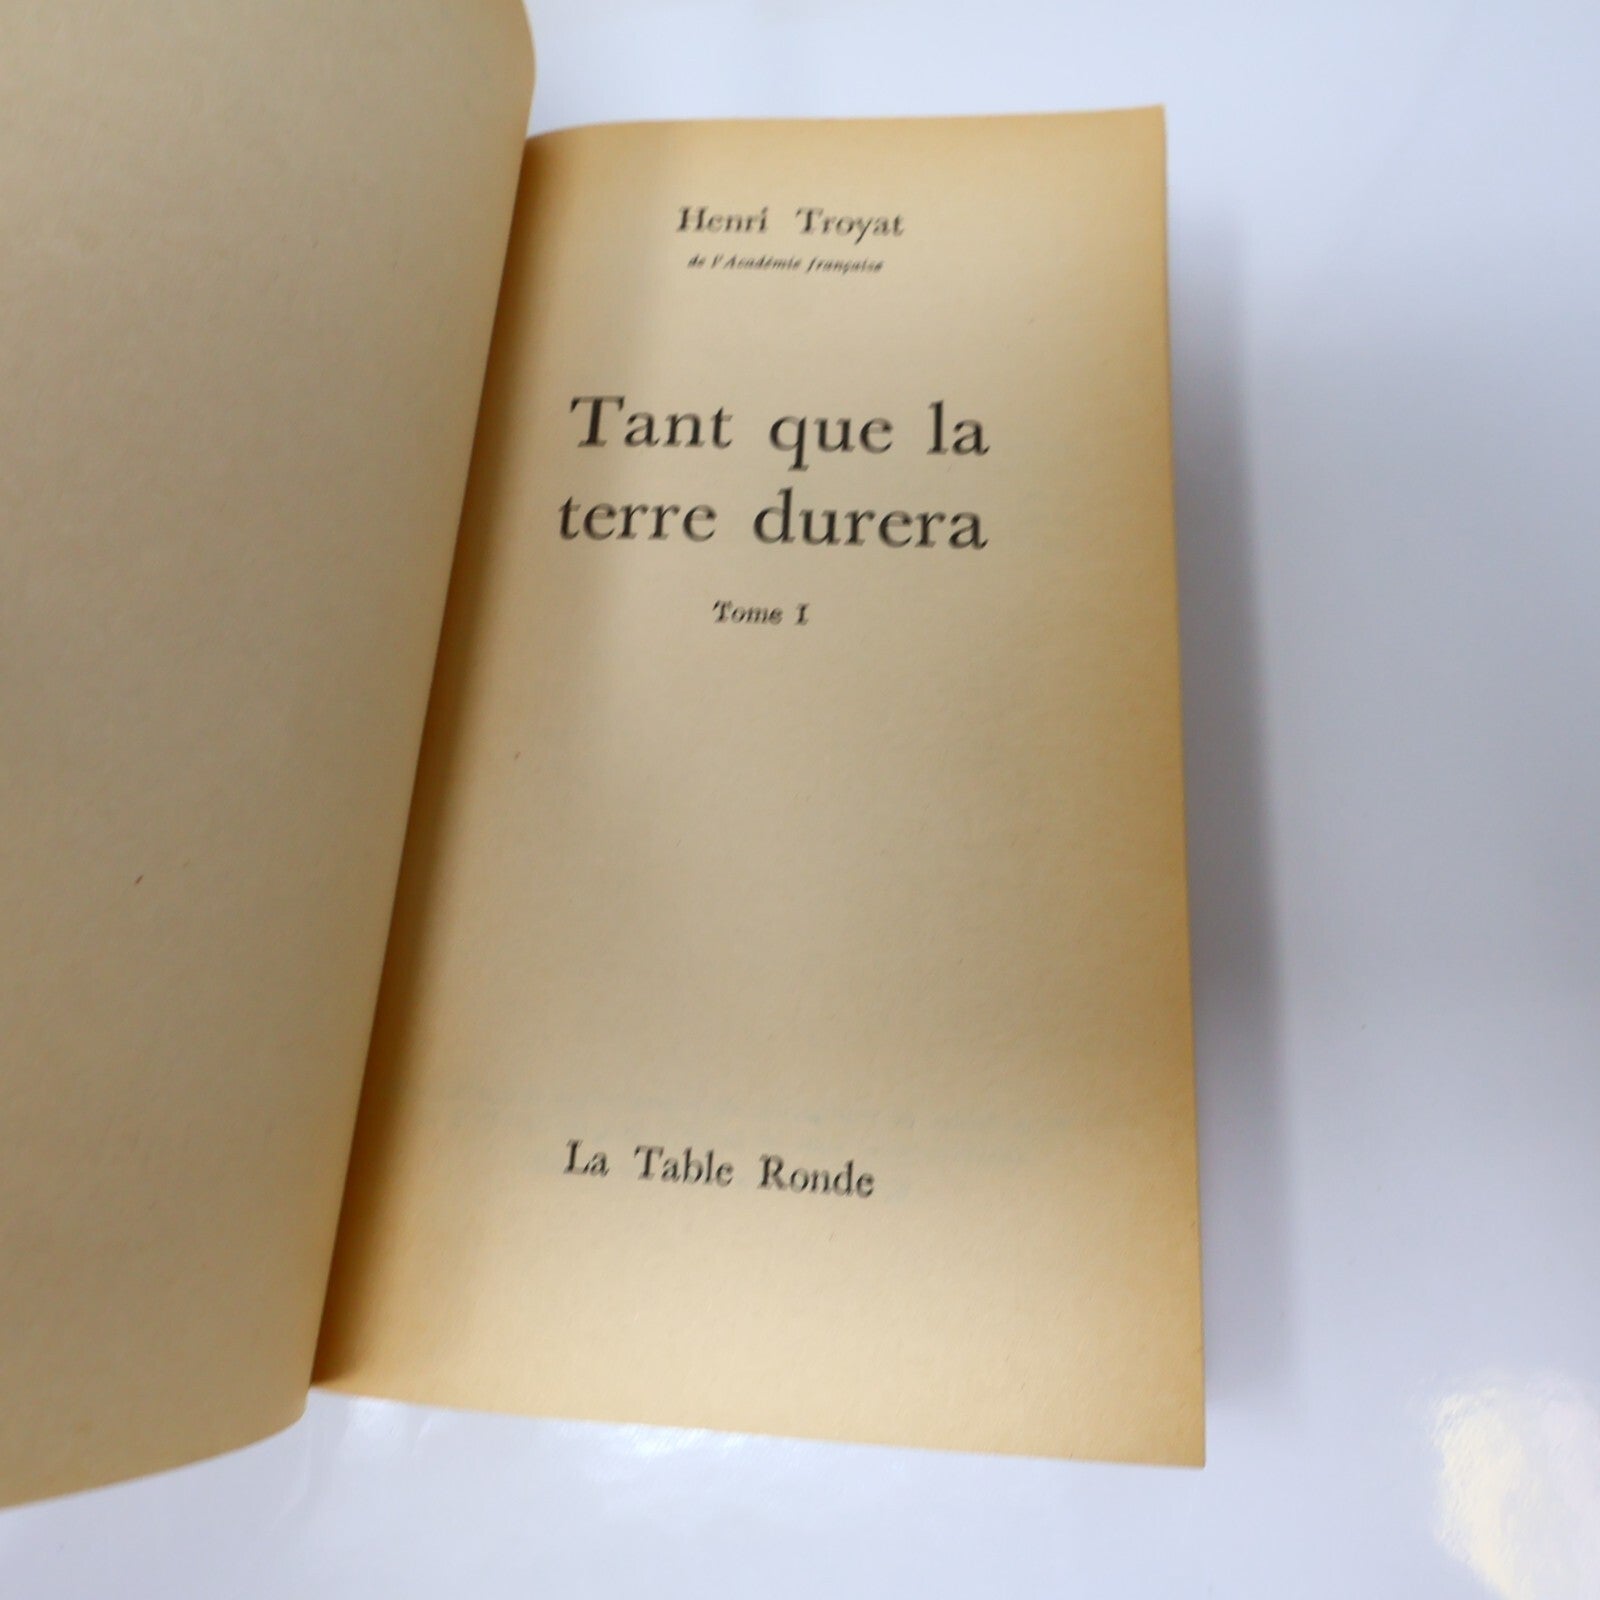 Henri Troyat
de l'Académie française
Tant que la
terre durera
Tome I
La Table Ronde